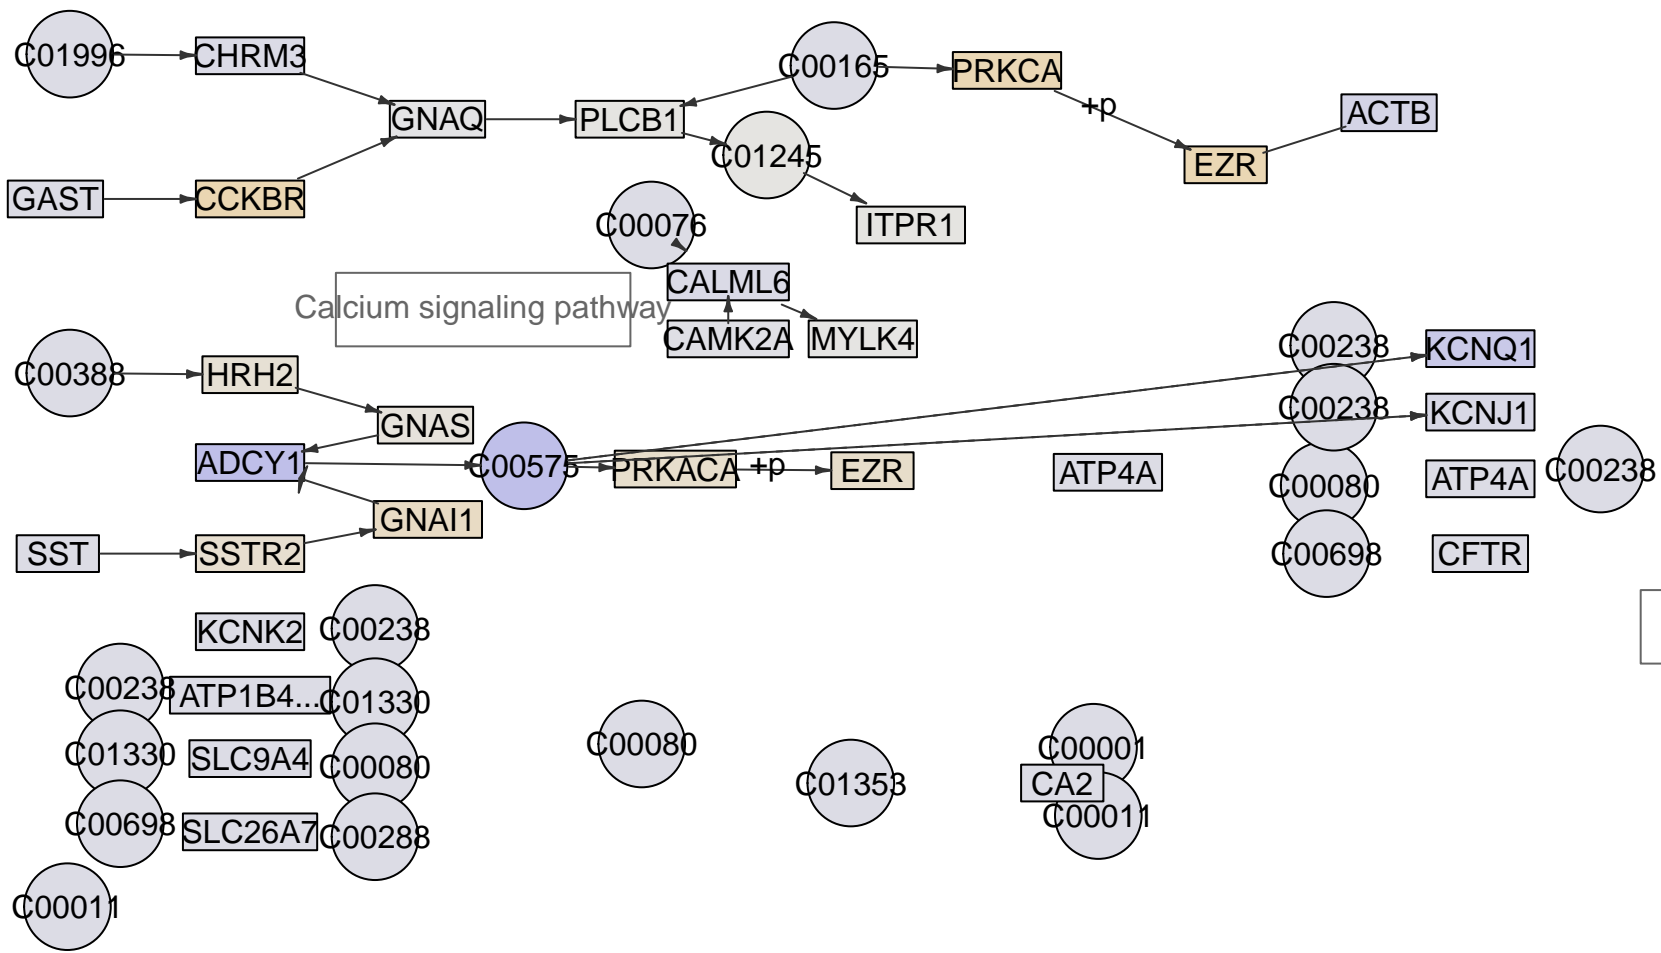 C01996
CHRM3
C00165
PRKCA
+p
ACTB
GNAQ
PLCB1
C01245
EZR
GAST
CCKBR
C00076
ITPR1
CALML6
Calcium signaling pathway
CAMK2A
MYLK4
C00238
KCNQ1
C00388
HRH2
C00238
KCNJ1
GNAS
ADCY1
C00575
PRKACA
+p
EZR
ATP4A
C00080
ATP4A
C00238
GNAI1
SST
SSTR2
C00698
CFTR
KCNK2
C00238
C00238
ATP1B4...
C01330
C01330
SLC9A4
C00080
C00080
C01353
C00001
CA2
C00011
C00698
SLC26A7
C00288
C00011